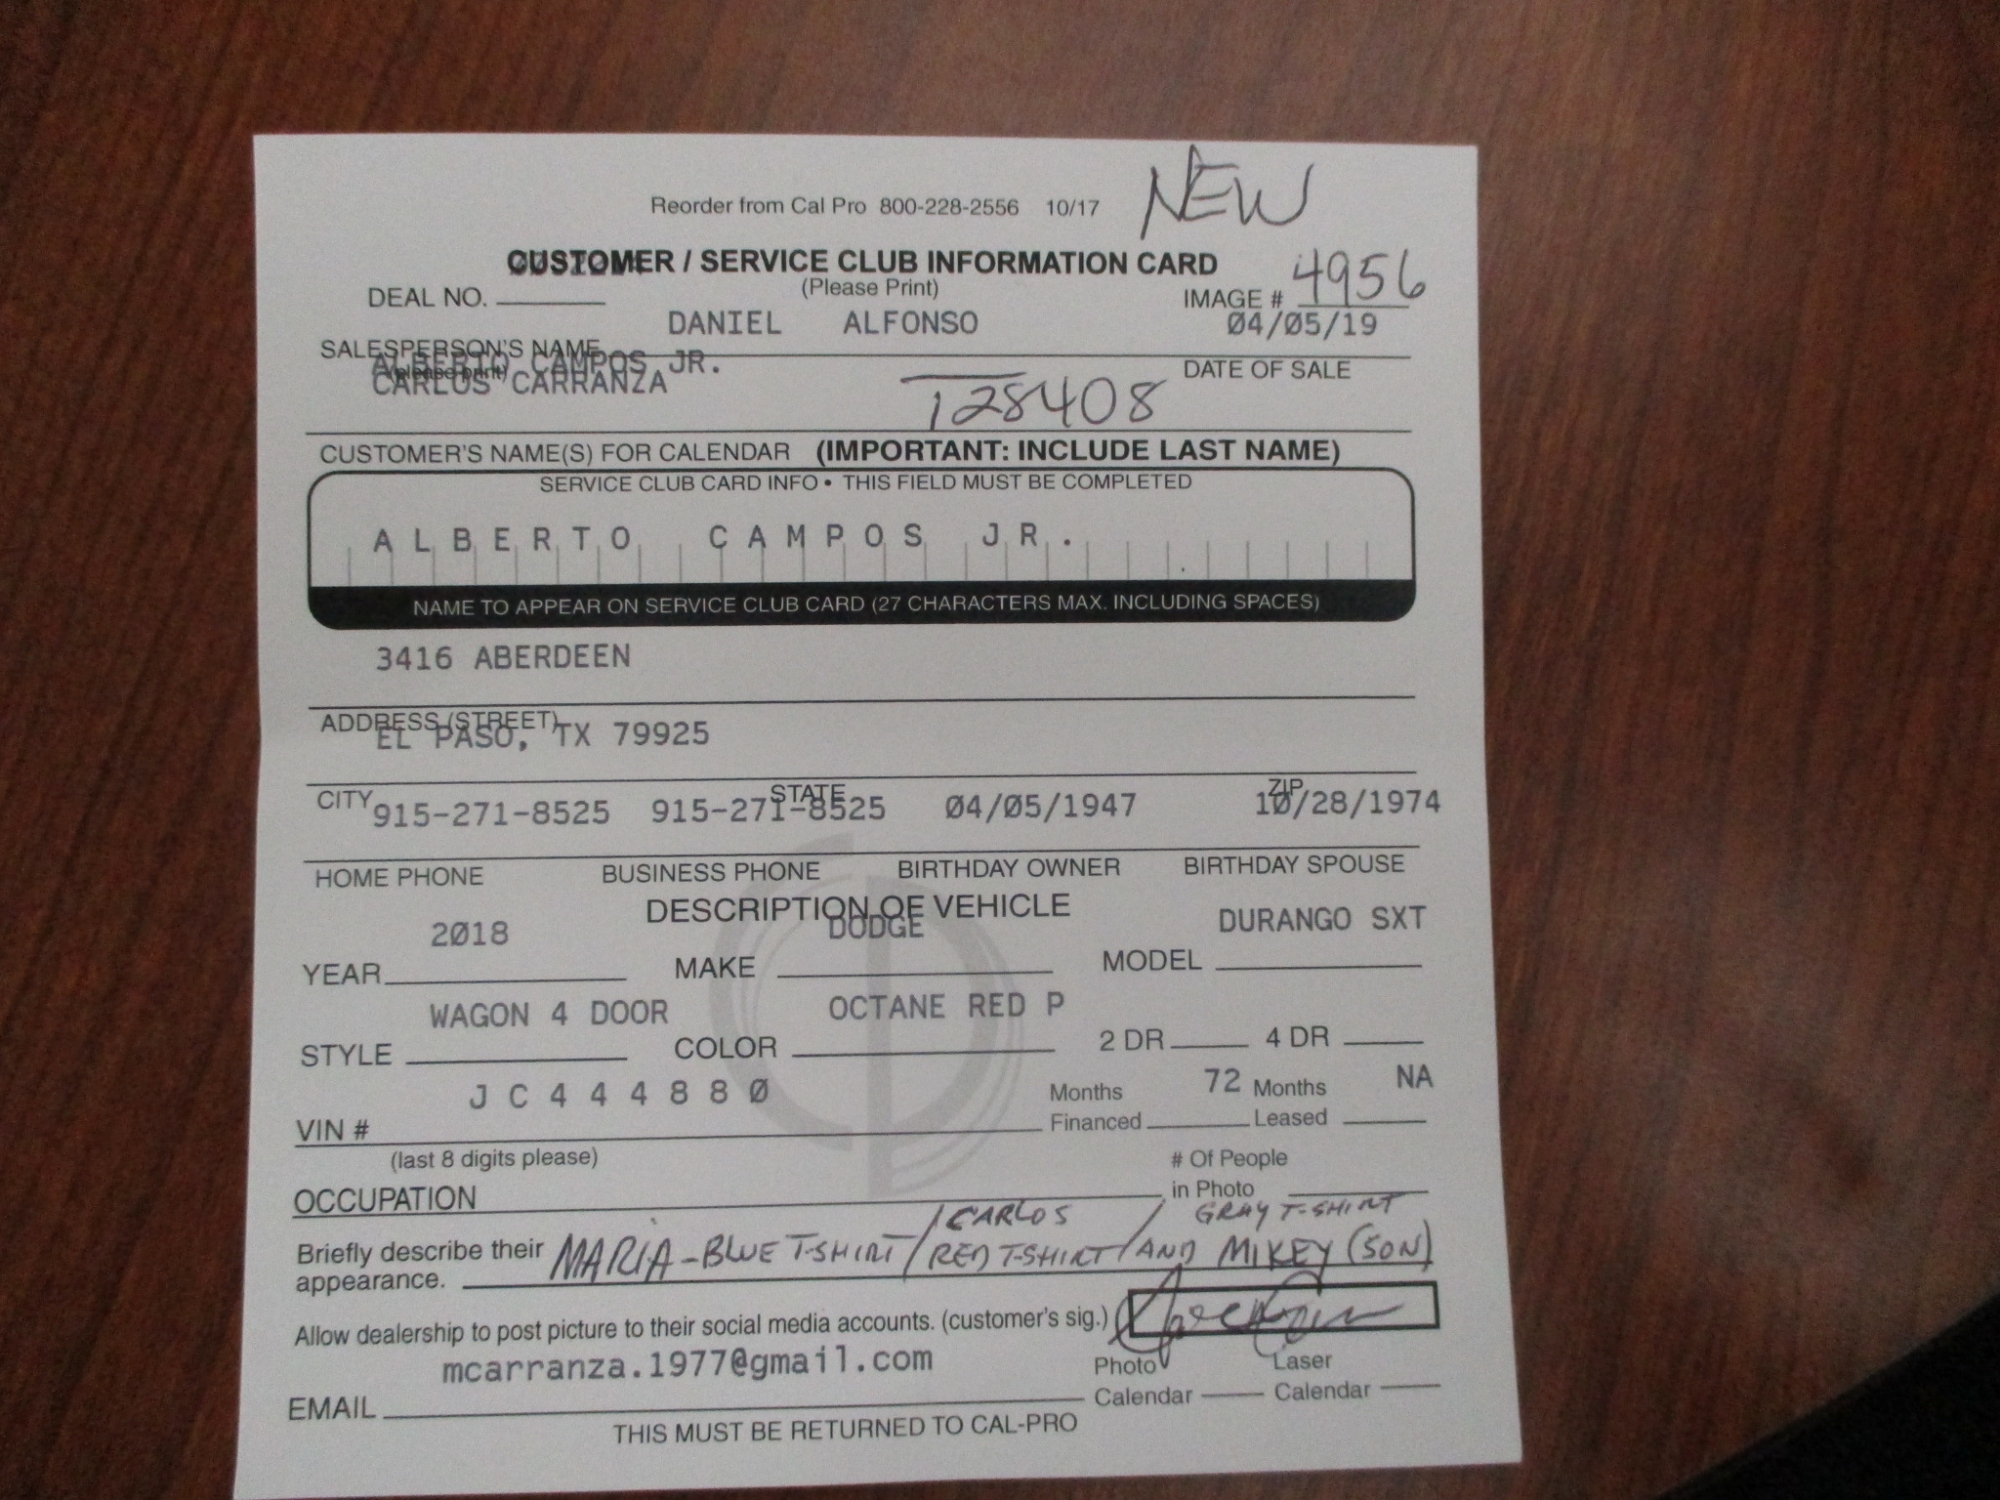 Reorder from Cal Pro 800-228-2556 10/17 NEW
CUSTOMER / SERVICE CLUB INFORMATION CARD
(Please Print)
DEAL NO. IMAGE # 4956
DANIEL ALFONSO 04/05/19
SALESPERSON'S NAME DATE OF SALE
(please print)
ALBERTO CAMPOS JR.
CARLOS CARRANZA T28408
CUSTOMER'S NAME(S) FOR CALENDAR (IMPORTANT: INCLUDE LAST NAME)
SERVICE CLUB CARD INFO • THIS FIELD MUST BE COMPLETED
ALBERTO CAMPOS JR.
NAME TO APPEAR ON SERVICE CLUB CARD (27 CHARACTERS MAX. INCLUDING SPACES)
3416 ABERDEEN
ADDRESS (STREET)
EL PASO, TX 79925
CITY STATE ZIP
915-271-8525 915-271-8525 04/05/1947 10/28/1974
HOME PHONE BUSINESS PHONE BIRTHDAY OWNER BIRTHDAY SPOUSE
DESCRIPTION OF VEHICLE
2018 DODGE DURANGO SXT
YEAR MAKE MODEL
WAGON 4 DOOR OCTANE RED P
STYLE COLOR 2 DR 4 DR
JC444880 Months 72 Months NA
VIN # Financed Leased
(last 8 digits please) # Of People
OCCUPATION in Photo
CARLOS GRAY T-SHIRT
Briefly describe their MARIA-BLUE T-SHIRT/ RED T-SHIRT/ AND MIKEY (SON)
appearance.
Allow dealership to post picture to their social media accounts. (customer's sig.)
mcarranza.1977@gmail.com Photo Laser
EMAIL Calendar Calendar
THIS MUST BE RETURNED TO CAL-PRO